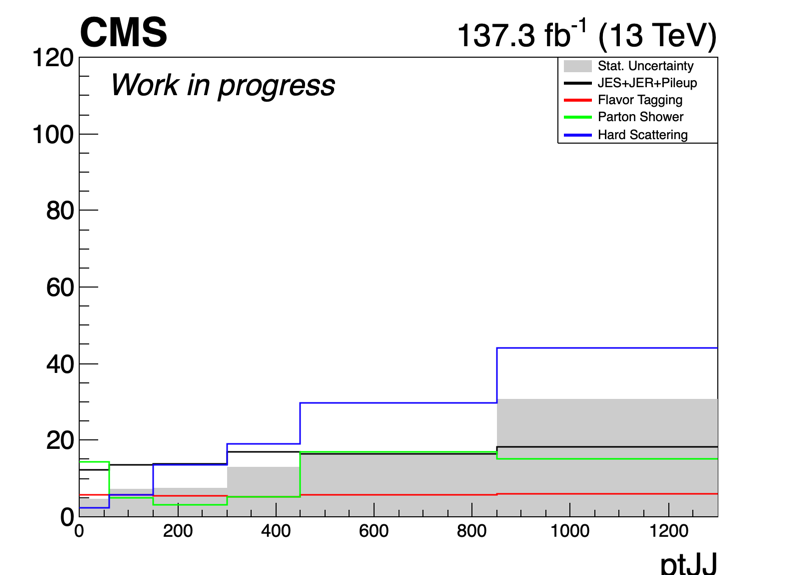 CMS 137.3 fb⁻¹ (13 TeV)
Work in progress
Stat. Uncertainty
JES+JER+Pileup
Flavor Tagging
Parton Shower
Hard Scattering
120
100
80
60
40
20
0
0 200 400 600 800 1000 1200
ptJJ